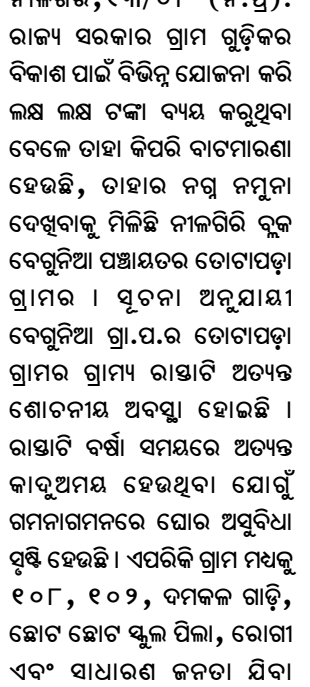 ରାଜ୍ୟ ସରକାର ଗ୍ରାମ ଗୁଡ଼ିକର
ବିକାଶ ପାଇଁ ବିଭିନ୍ନ ଯୋଜନା କରି
ଲକ୍ଷ ଲକ୍ଷ ଟଙ୍କା ବ୍ୟୟ କରୁଥିବା
ବେଳେ ତାହା କିପରି ବାଟମାରଣା
ହେଉଛି, ତାହାର ନଗ୍ନ ନମୁନା
ଦେଖିବାକୁ ମିଳିଛି ନୀଳଗିରି ବ୍ଲକ
ବେଗୁନିଆ ପଞ୍ଚାୟତର ତୋଟାପଡ଼ା
ଗ୍ରାମର । ସୂଚନା ଅନୁଯାୟୀ
ବେଗୁନିଆ ଗ୍ରା.ପ.ର ତୋଟାପଡ଼ା
ଗ୍ରାମର ଗ୍ରାମ୍ୟ ରାସ୍ତାଟି ଅତ୍ୟନ୍ତ
ଶୋଚନୀୟ ଅବସ୍ଥା ହୋଇଛି ।
ରାସ୍ତାଟି ବର୍ଷା ସମୟରେ ଅତ୍ୟନ୍ତ
କାଦୁଅମୟ ହେଉଥିବା ଯୋଗୁଁ
ଗମନାଗମନରେ ଘୋର ଅସୁବିଧା
ସୃଷ୍ଟି ହେଉଛି । ଏପରିକି ଗ୍ରାମ ମଧ୍ୟକୁ
୧୦୮, ୧୦୨, ଦମକଳ ଗାଡ଼ି,
ଛୋଟ ଛୋଟ ସ୍କୁଲ ପିଲା, ରୋଗୀ
ଏବଂ ସାଧାରଣ ଜନତା ଯିବା